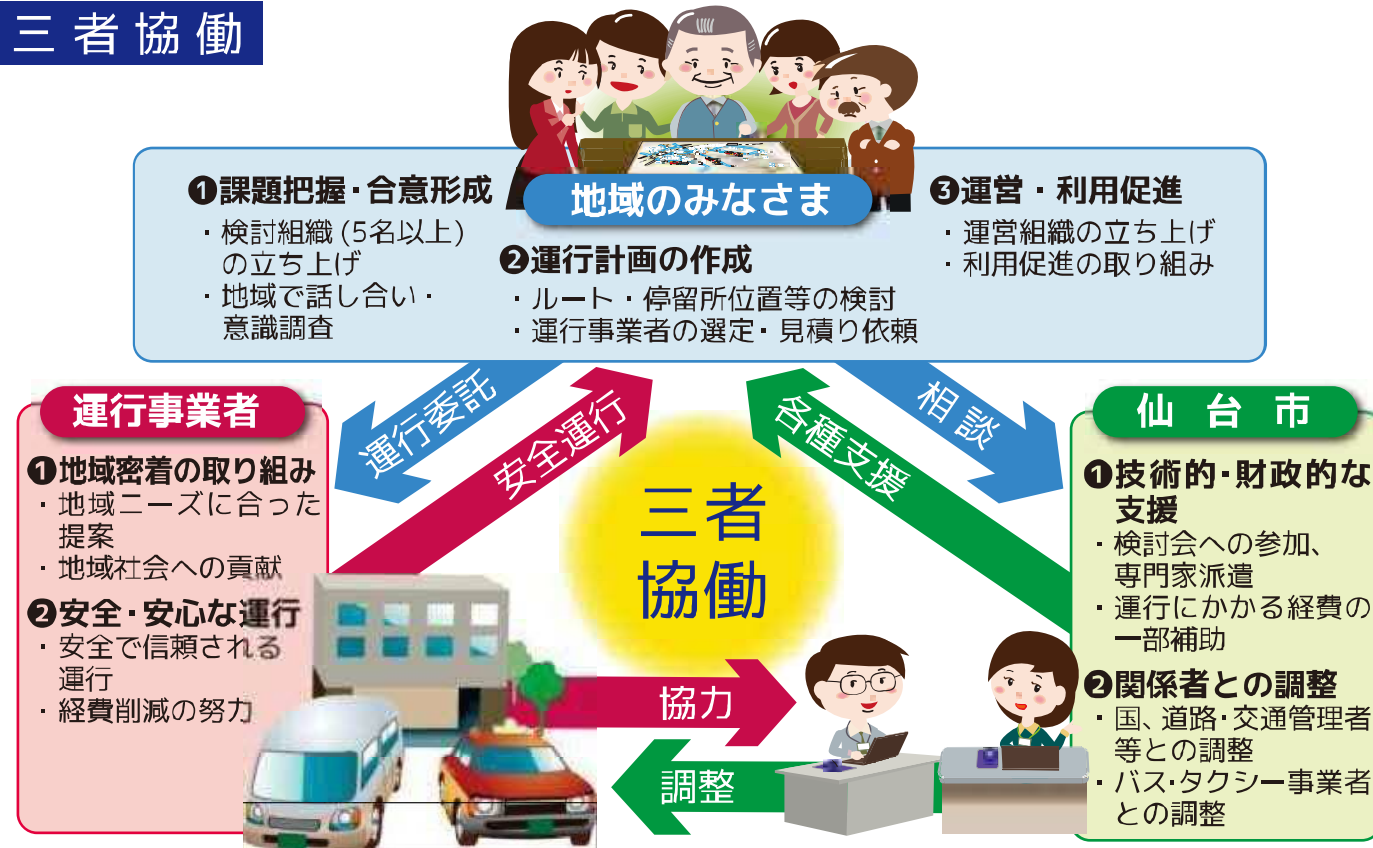 三者協働
地域のみなさま
❶課題把握・合意形成
・検討組織(5名以上)
の立ち上げ
・地域で話し合い・
意識調査
❷運行計画の作成
・ルート・停留所位置等の検討
・運行事業者の選定・見積り依頼
❸運営・利用促進
・運営組織の立ち上げ
・利用促進の取り組み
運行委託
安全運行
各種支援
相談
運行事業者
❶地域密着の取り組み
・地域ニーズに合った
提案
・地域社会への貢献
❷安全・安心な運行
・安全で信頼される
運行
・経費削減の努力
三者
協働
協力
調整
仙台市
❶技術的・財政的な
支援
・検討会への参加、
専門家派遣
・運行にかかる経費の
一部補助
❷関係者との調整
・国、道路・交通管理者
等との調整
・バス・タクシー事業者
との調整